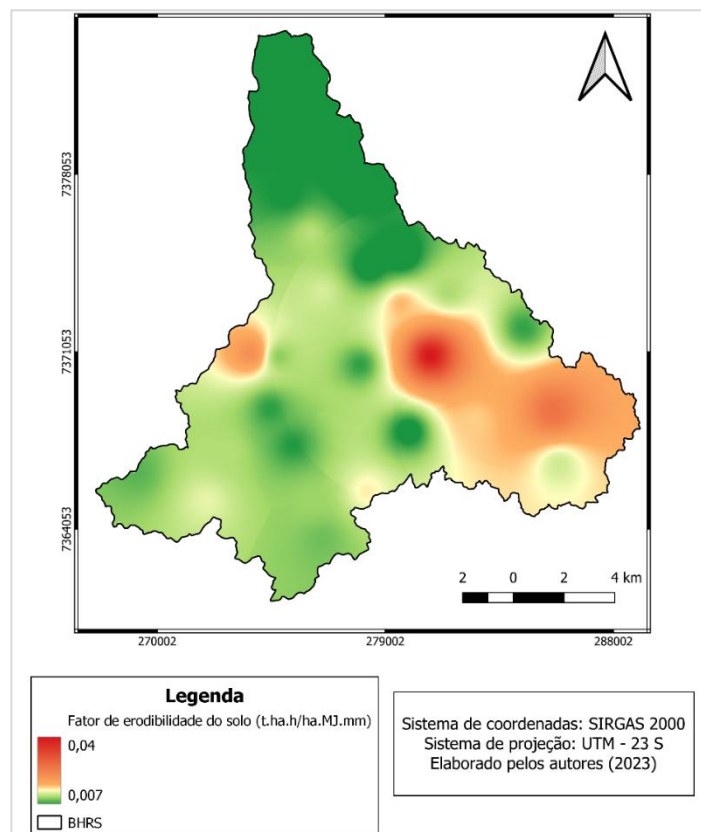 7378053
7371053
7364053
2 0 2 4 km
270002 279002 288002
Legenda
Fator de erodibilidade do solo (t.ha.h/ha.MJ.mm)
0,04
0,007
BHRS
Sistema de coordenadas: SIRGAS 2000
Sistema de projeção: UTM - 23 S
Elaborado pelos autores (2023)